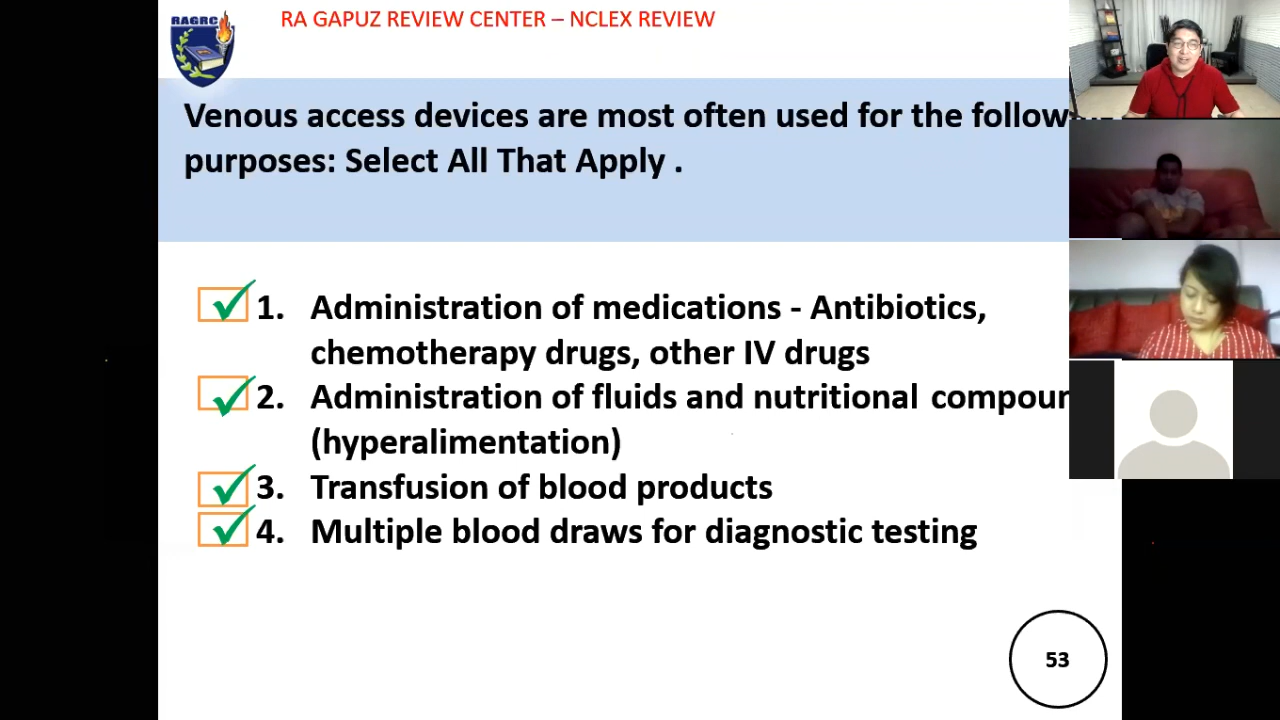 RAGRC
RA GAPUZ REVIEW CENTER – NCLEX REVIEW
Venous access devices are most often used for the follow
purposes: Select All That Apply .
1. Administration of medications - Antibiotics,
chemotherapy drugs, other IV drugs
2. Administration of fluids and nutritional compoun
(hyperalimentation)
3. Transfusion of blood products
4. Multiple blood draws for diagnostic testing
53